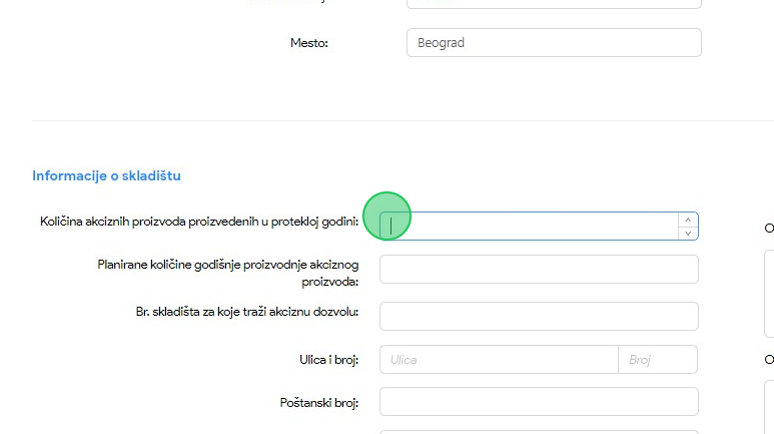 Mesto:
Beograd
Informacije o skladištu
Količina akciznih proizvoda proizvedenih u protekloj godini:
Planirane količine godišnje proizvodnje akciznog
proizvoda:
Br. skladišta za koje traži akciznu dozvolu:
Ulica i broj:
Ulica
Broj
Poštanski broj: